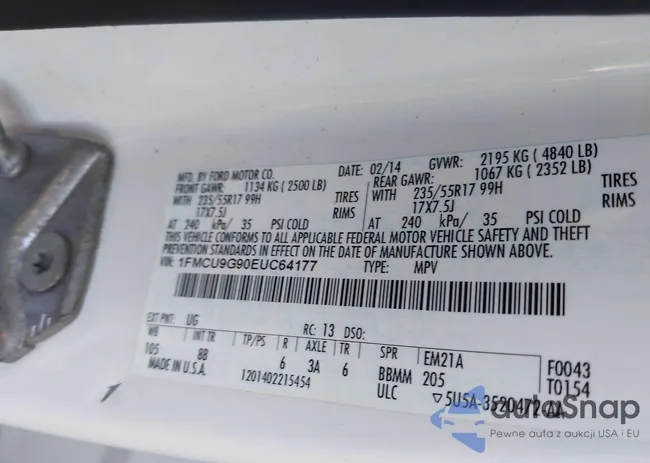 MFD. BY FORD MOTOR CO. DATE: 02/14 GVWR: 2195 KG ( 4840 LB)
FRONT GAWR: 1134 KG ( 2500 LB) REAR GAWR: 1067 KG ( 2352 LB)
WITH 235/55R17 99H TIRES WITH 235/55R17 99H TIRES
17X7.5J RIMS 17X7.5J RIMS
AT 240 kPa/ 35 PSI COLD AT 240 kPa/ 35 PSI COLD
THIS VEHICLE CONFORMS TO ALL APPLICABLE FEDERAL MOTOR VEHICLE SAFETY AND THEFT
PREVENTION STANDARDS IN EFFECT ON THE DATE OF MANUFACTURE SHOWN ABOVE.
VIN: 1FMCU9G90EUC64177 TYPE: MPV
EXT PNT: UG RC: 13 DSO:
WB INT TR TP/PS R AXLE TR SPR EM21A F0043
105 8B 6 3A 6 BBMM 205 T0154
MADE IN U.S.A. 1201402215454 ULC ▽5U5A-3520472-AA
autoSnap
Pewne auta z aukcji USA i EU